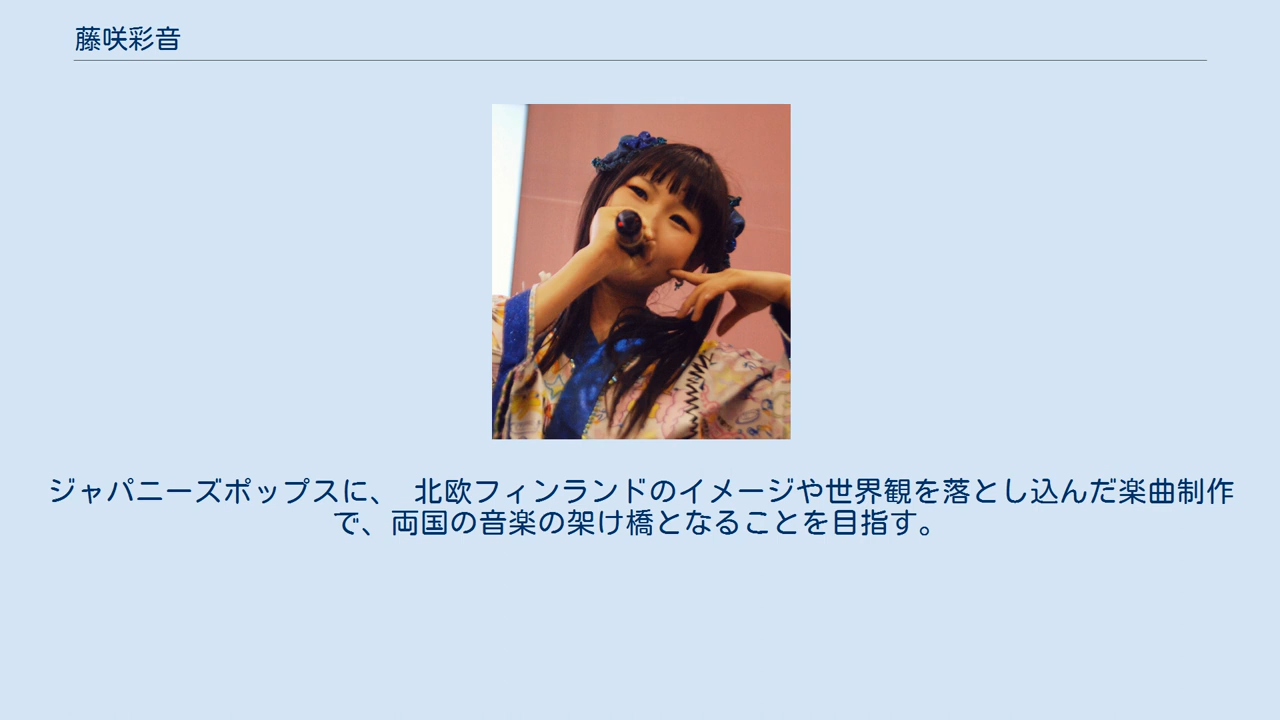 藤咲彩音
ジャパニーズポップスに、 北欧フィンランドのイメージや世界観を落とし込んだ楽曲制作
で、両国の音楽の架け橋となることを目指す。